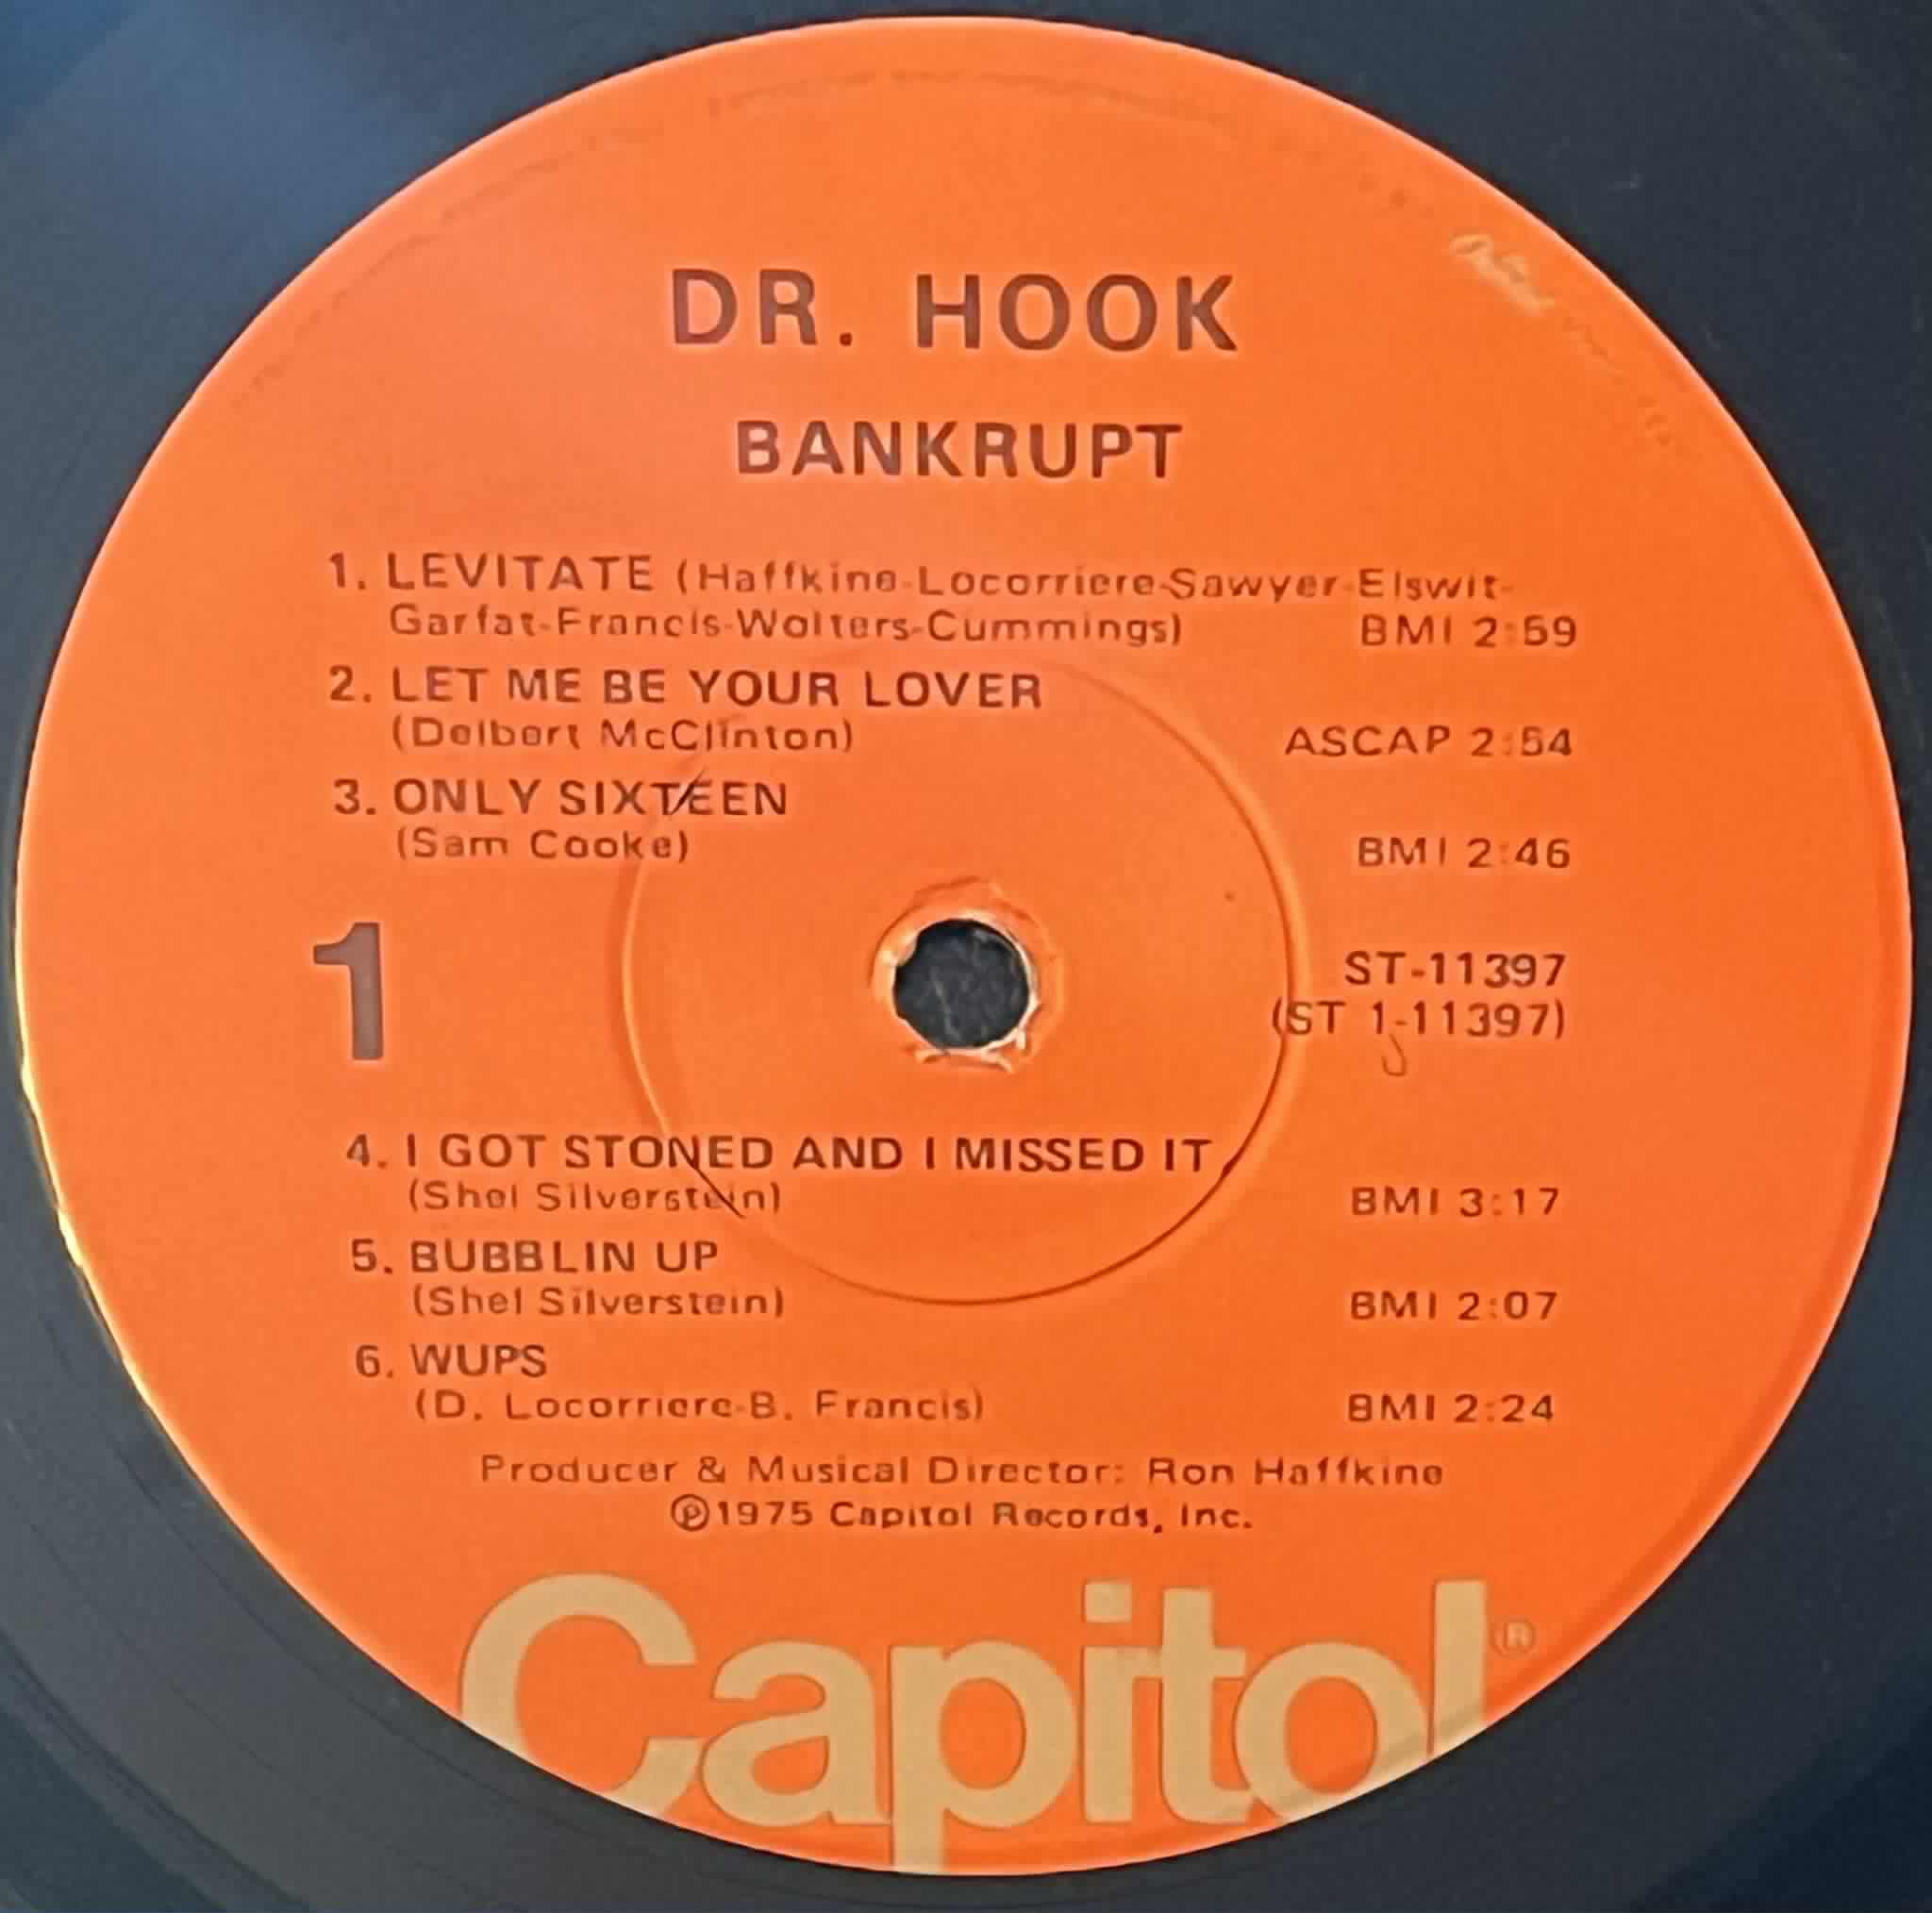 DR. HOOK
BANKRUPT
1. LEVITATE (Haffkine-Locorriere-Sawyer-Elswit-
Garfat-Francis-Wolters-Cummings) BMI 2:59
2. LET ME BE YOUR LOVER
(Delbert McClinton) ASCAP 2:54
3. ONLY SIXTEEN
(Sam Cooke) BMI 2:46
1
ST-11397
(ST 1-11397)
4. I GOT STONED AND I MISSED IT
(Shel Silverstein) BMI 3:17
5. BUBBLIN UP
(Shel Silverstein) BMI 2:07
6. WUPS
(D. Locorriere-B. Francis) BMI 2:24
Producer & Musical Director: Ron Haffkine
℗1975 Capitol Records, Inc.
Capitol®